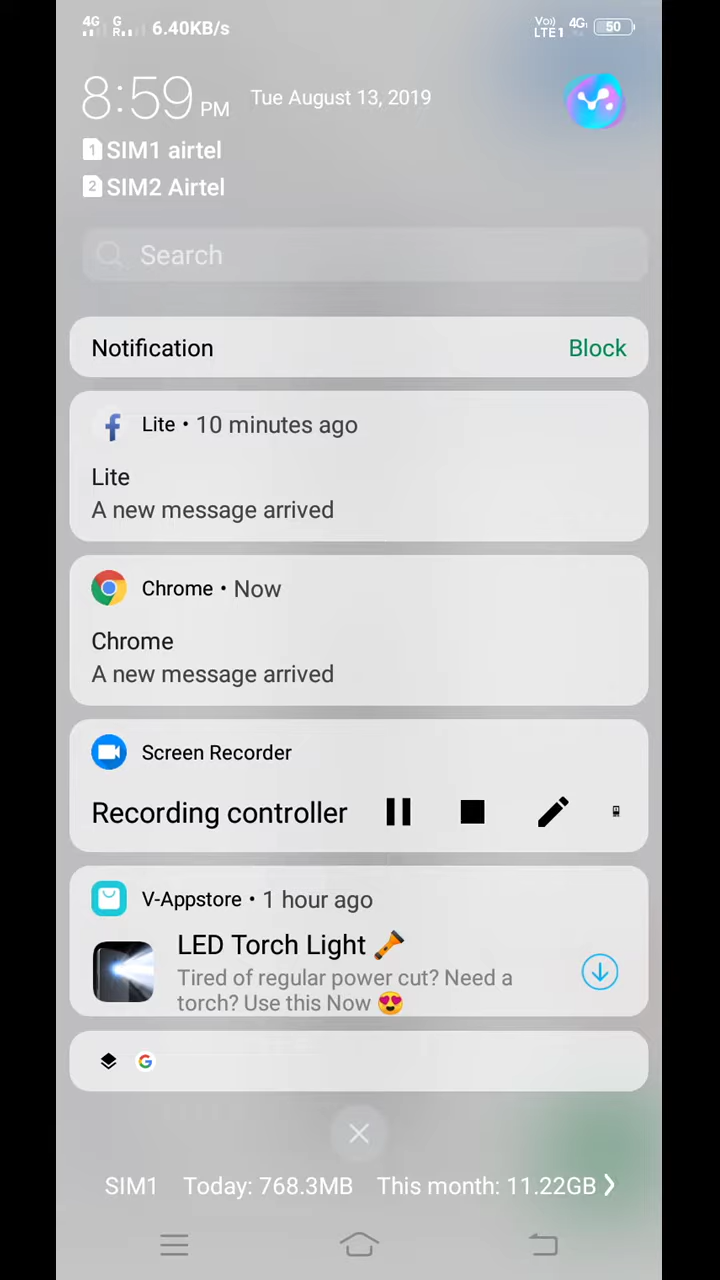 4G G R 6.40KB/s Vo)) LTE1 4G 50
8:59 PM Tue August 13, 2019
1 SIM1 airtel
2 SIM2 Airtel
Search
Notification Block
Lite • 10 minutes ago
Lite
A new message arrived
Chrome • Now
Chrome
A new message arrived
Screen Recorder
Recording controller
V-Appstore • 1 hour ago
LED Torch Light 🔦
Tired of regular power cut? Need a
torch? Use this Now 😍
SIM1 Today: 768.3MB This month: 11.22GB ❯